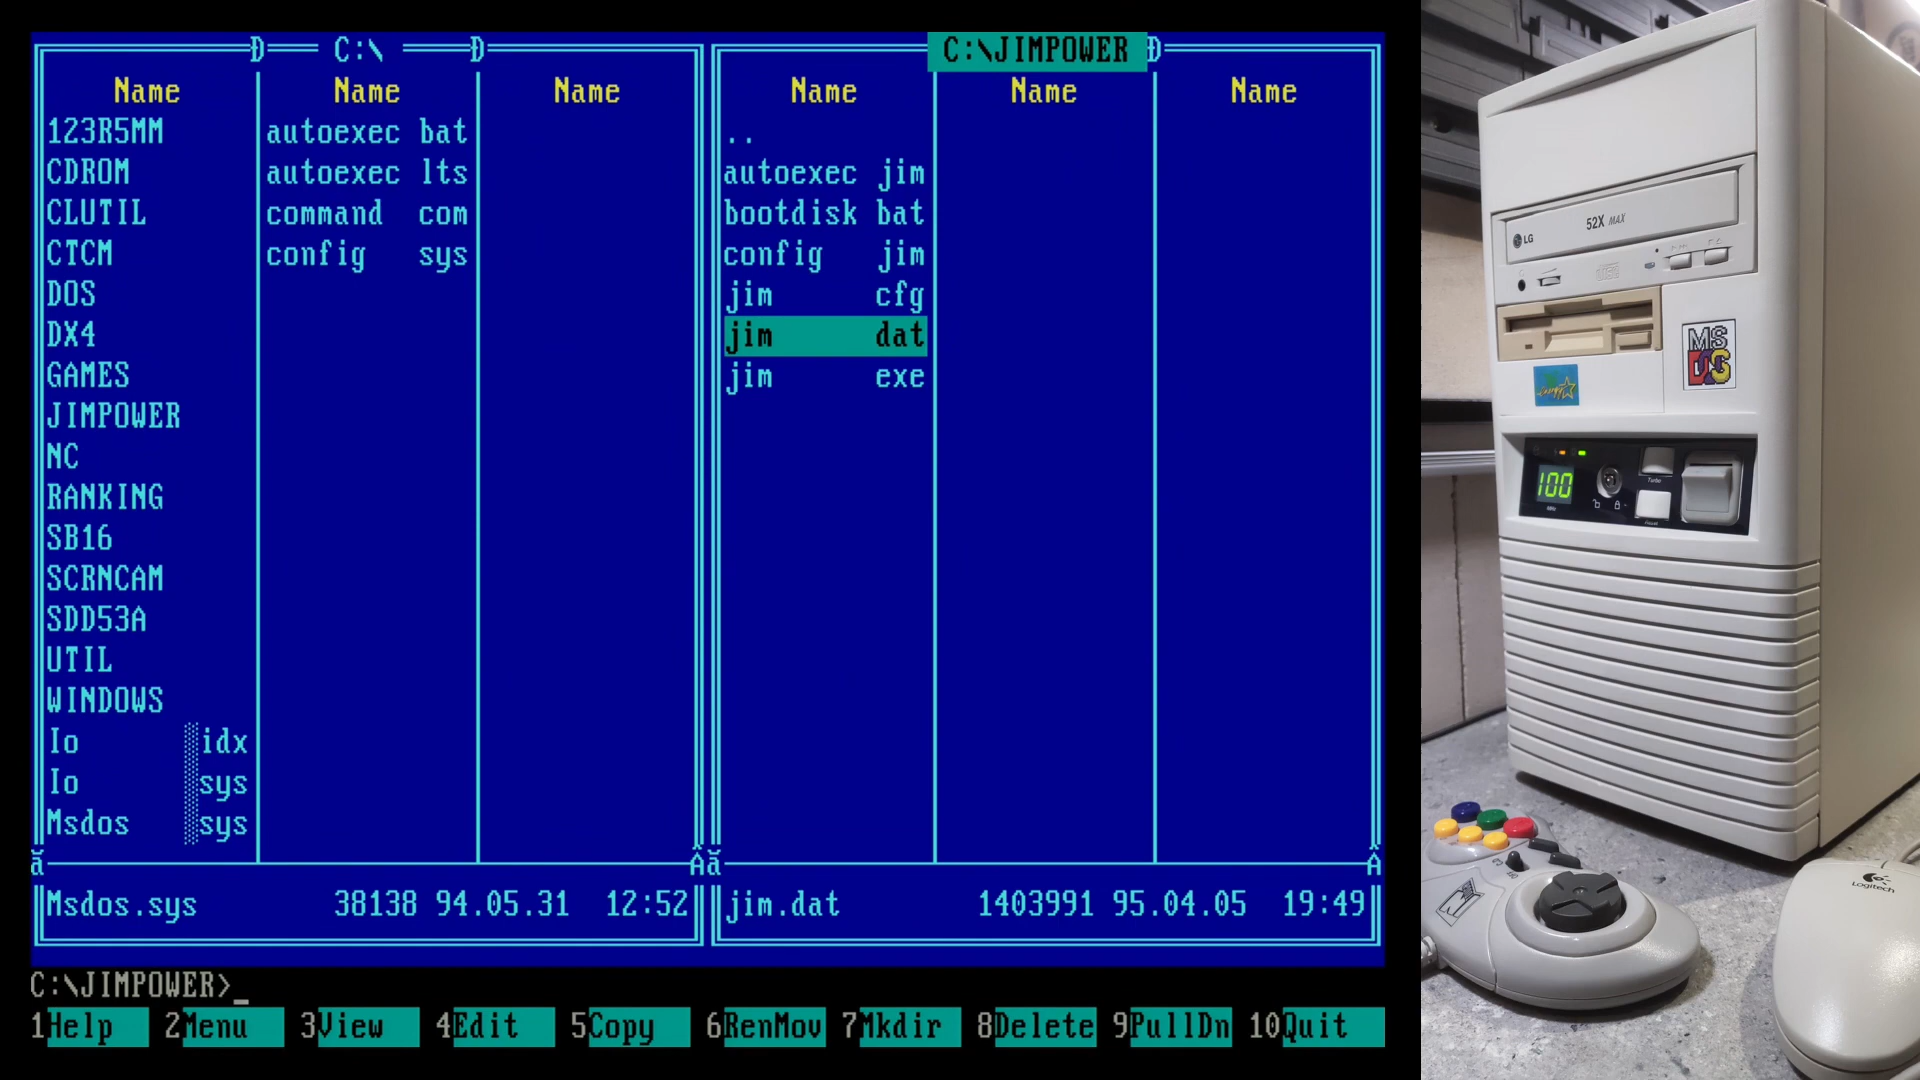 C:\
Name Name Name
123R5MM autoexec bat
CDROM autoexec lts
CLUTIL command com
CTCM config sys
DOS
DX4
GAMES
JIMPOWER
NC
RANKING
SB16
SCRNCAM
SDD53A
UTIL
WINDOWS
Io idx
Io sys
Msdos sys
Msdos.sys 38138 94.05.31 12:52
C:\JIMPOWER
Name Name Name
..
autoexec jim
bootdisk bat
config jim
jim cfg
jim dat
jim exe
jim.dat 1403991 95.04.05 19:49
C:\JIMPOWER>_
1Help 2Menu 3View 4Edit 5Copy 6RenMov 7Mkdir 8Delete 9PullDn 10Quit
LG
52X MAX
MS
DOS
100
MHz
Turbo
Reset
Logitech